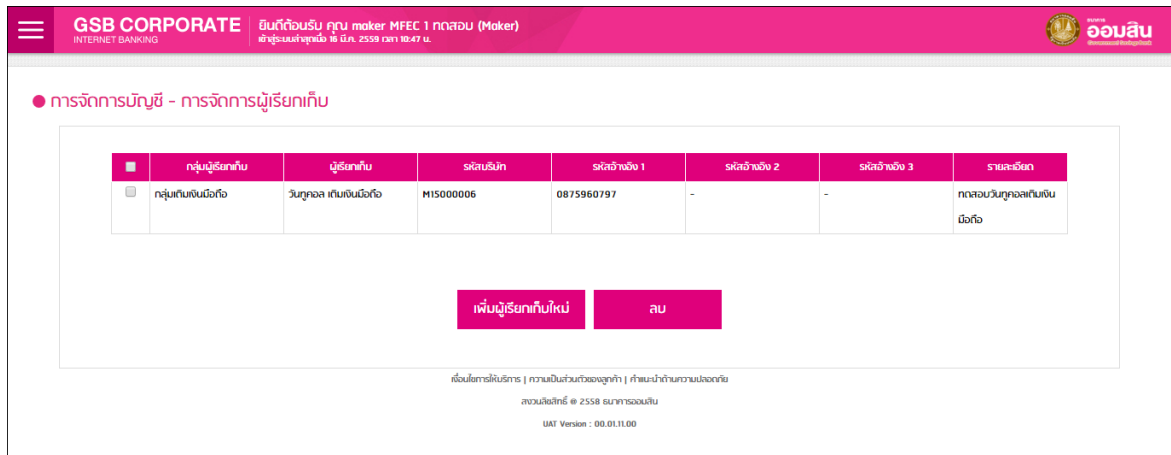 GSB CORPORATE
INTERNET BANKING
ยินดีต้อนรับ คุณ maker MFEC 1 ทดสอบ (Maker)
เข้าสู่ระบบล่าสุดเมื่อ 16 มี.ค. 2559 เวลา 10:47 น.
ธนาคาร
ออมสิน
Government Savings Bank
การจัดการบัญชี - การจัดการผู้เรียกเก็บ
กลุ่มผู้เรียกเก็บ ผู้เรียกเก็บ รหัสบริษัท รหัสอ้างอิง 1 รหัสอ้างอิง 2 รหัสอ้างอิง 3 รายละเอียด
กลุ่มเติมเงินมือถือ วันทูคอล เติมเงินมือถือ M15000006 0875960797 - - ทดสอบวันทูคอลเติมเงิน
มือถือ
เพิ่มผู้เรียกเก็บใหม่ ลบ
เงื่อนไขการให้บริการ | ความเป็นส่วนตัวของลูกค้า | คำแนะนำด้านความปลอดภัย
สงวนลิขสิทธิ์ @ 2558 ธนาคารออมสิน
UAT Version : 00.01.11.00